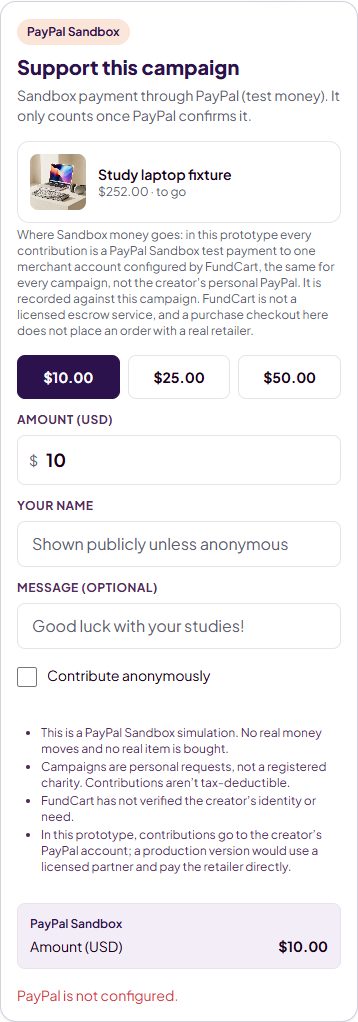 PayPal Sandbox
Support this campaign
Sandbox payment through PayPal (test money). It
only counts once PayPal confirms it.
Study laptop fixture
$252.00 · to go
Where Sandbox money goes: in this prototype every
contribution is a PayPal Sandbox test payment to one
merchant account configured by FundCart, the same for
every campaign, not the creator's personal PayPal. It is
recorded against this campaign. FundCart is not a
licensed escrow service, and a purchase checkout here
does not place an order with a real retailer.
$10.00 $25.00 $50.00
AMOUNT (USD)
$ 10
YOUR NAME
Shown publicly unless anonymous
MESSAGE (OPTIONAL)
Good luck with your studies!
Contribute anonymously
• This is a PayPal Sandbox simulation. No real money
moves and no real item is bought.
• Campaigns are personal requests, not a registered
charity. Contributions aren't tax-deductible.
• FundCart has not verified the creator's identity or
need.
• In this prototype, contributions go to the creator's
PayPal account; a production version would use a
licensed partner and pay the retailer directly.
PayPal Sandbox
Amount (USD) $10.00
PayPal is not configured.